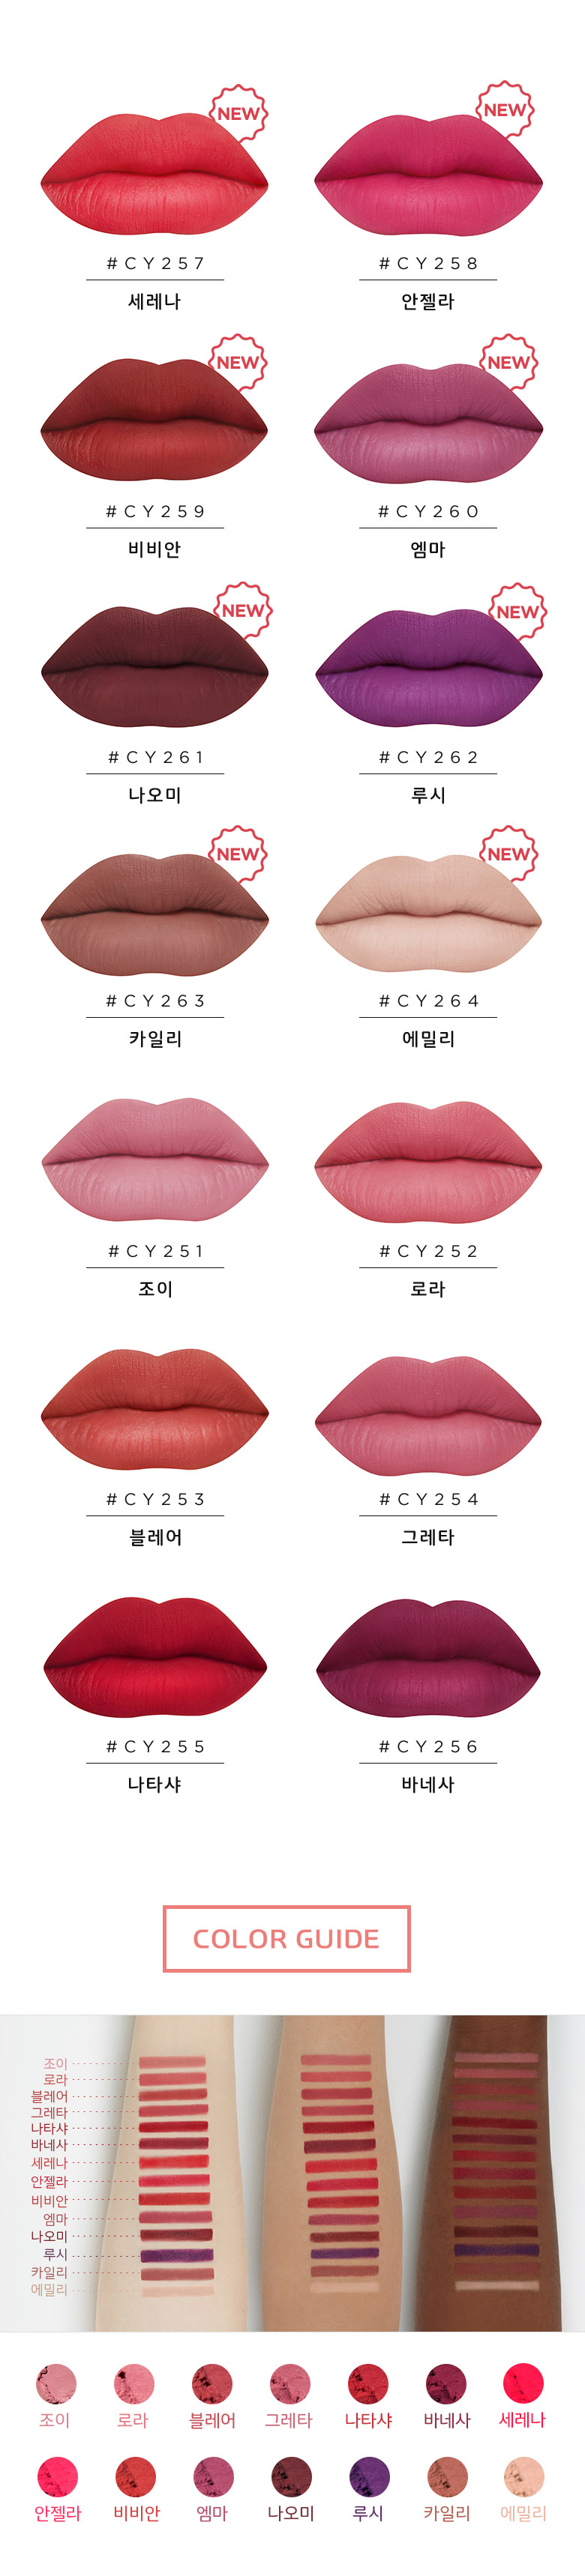 NEW
NEW
#CY257
#CY258
세레나
안젤라
NEW
NEW
#CY259
#CY260
비비안
엠마
NEW
NEW
#CY261
#CY262
나오미
루시
NEW
NEW
#CY263
#CY264
카일리
에밀리
#CY251
#CY252
조이
로라
#CY253
#CY254
블레어
그레타
#CY255
#CY256
나타샤
바네사
COLOR GUIDE
조이
로라
블레어
그레타
나타샤
바네사
세레나
안젤라
비비안
엠마
나오미
루시
카일리
에밀리
조이 로라 블레어 그레타 나타샤 바네사 세레나
안젤라 비비안 엠마 나오미 루시 카일리 에밀리